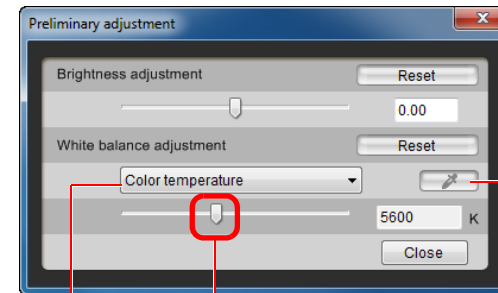 Preliminary adjustment
Brightness adjustment Reset
0.00
White balance adjustment Reset
Color temperature
5600 K
Close